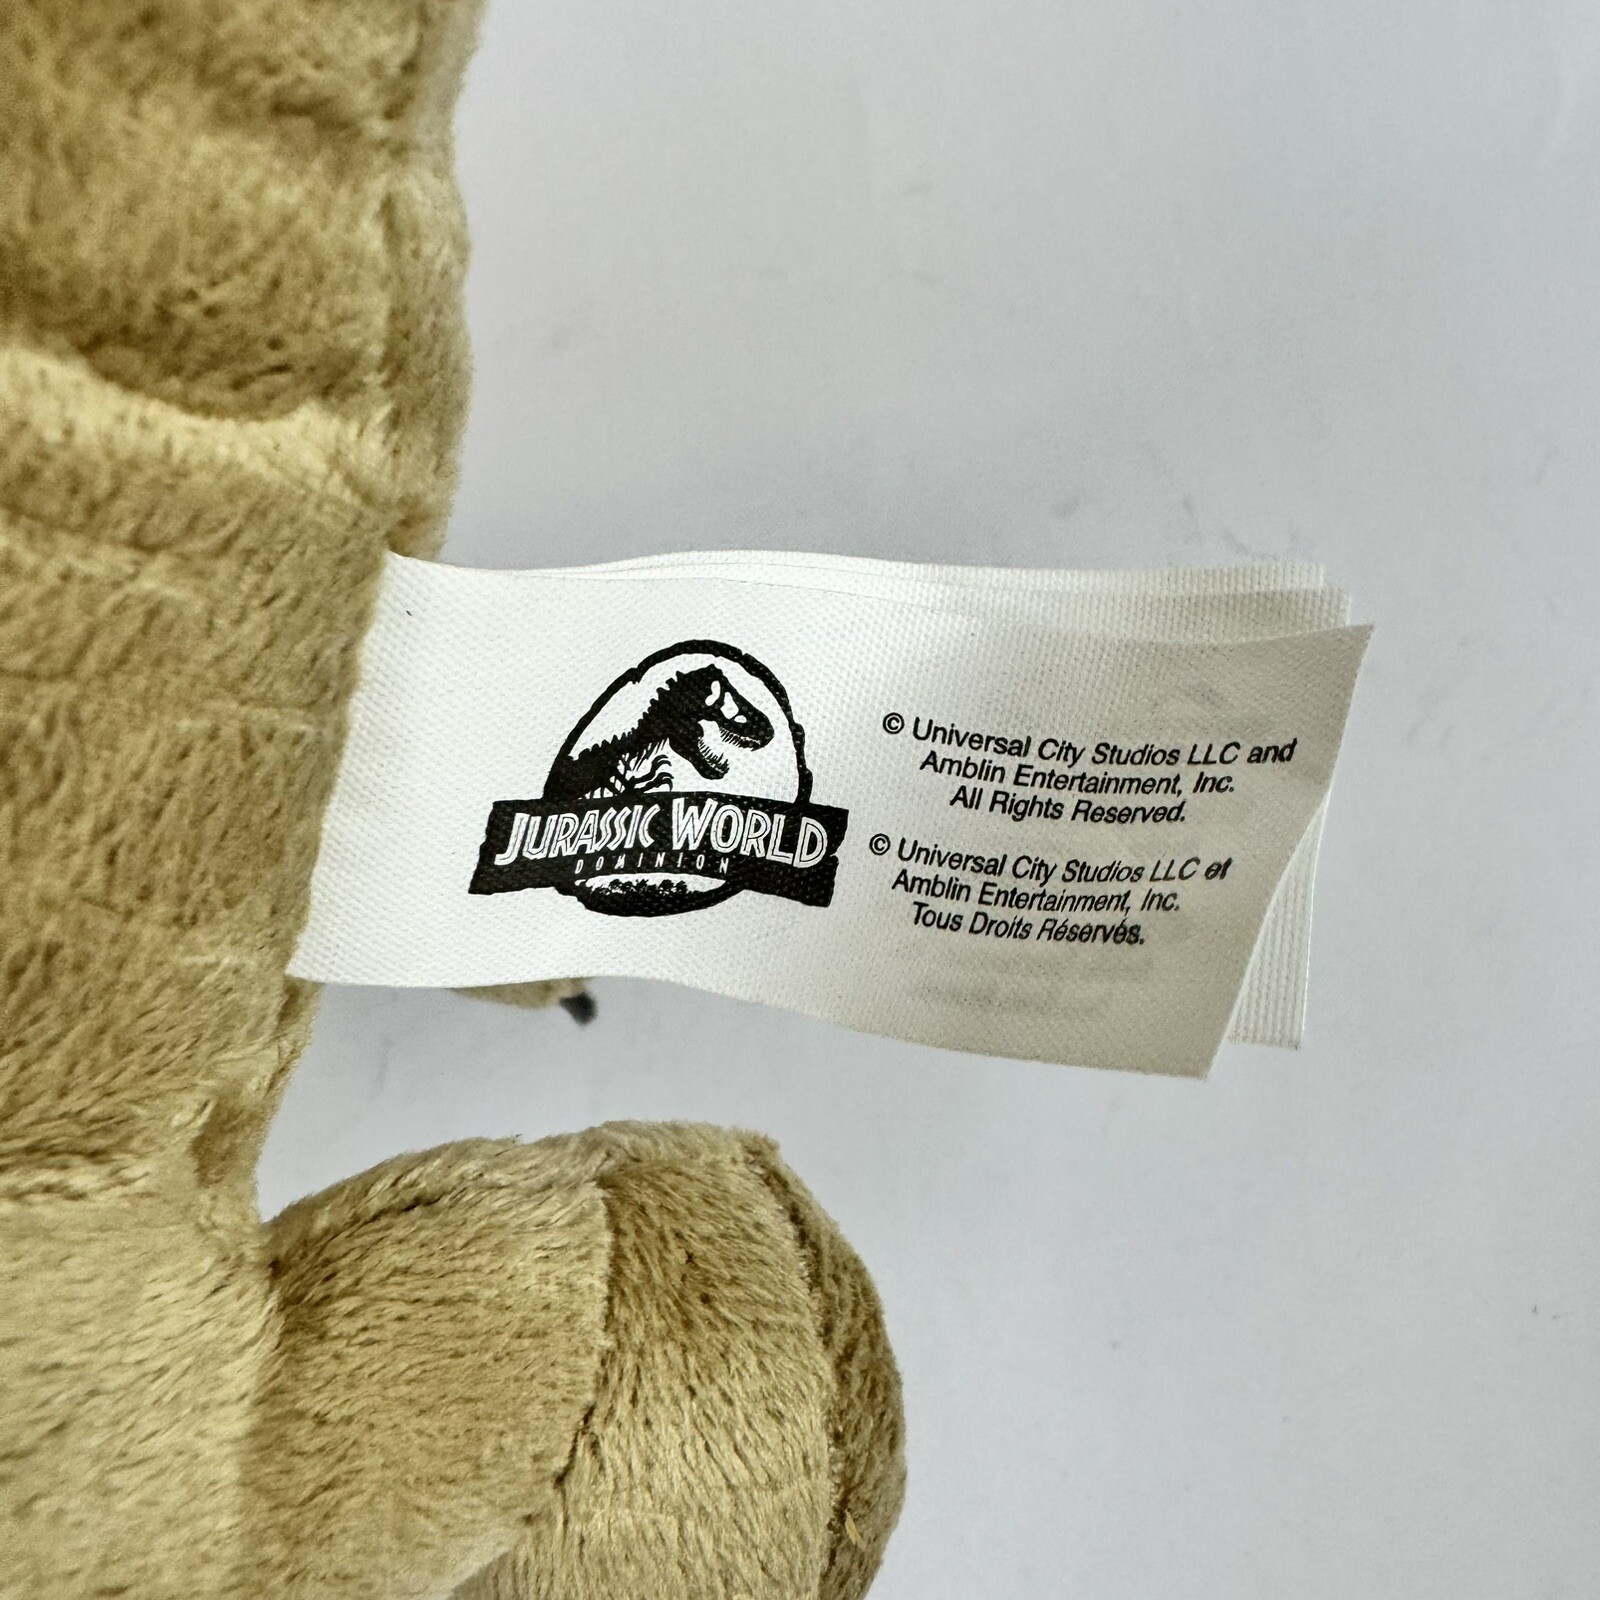 JURASSIC WORLD
DOMINION
© Universal City Studios LLC and
Amblin Entertainment, Inc.
All Rights Reserved.
© Universal City Studios LLC et
Amblin Entertainment, Inc.
Tous Droits Réservés.